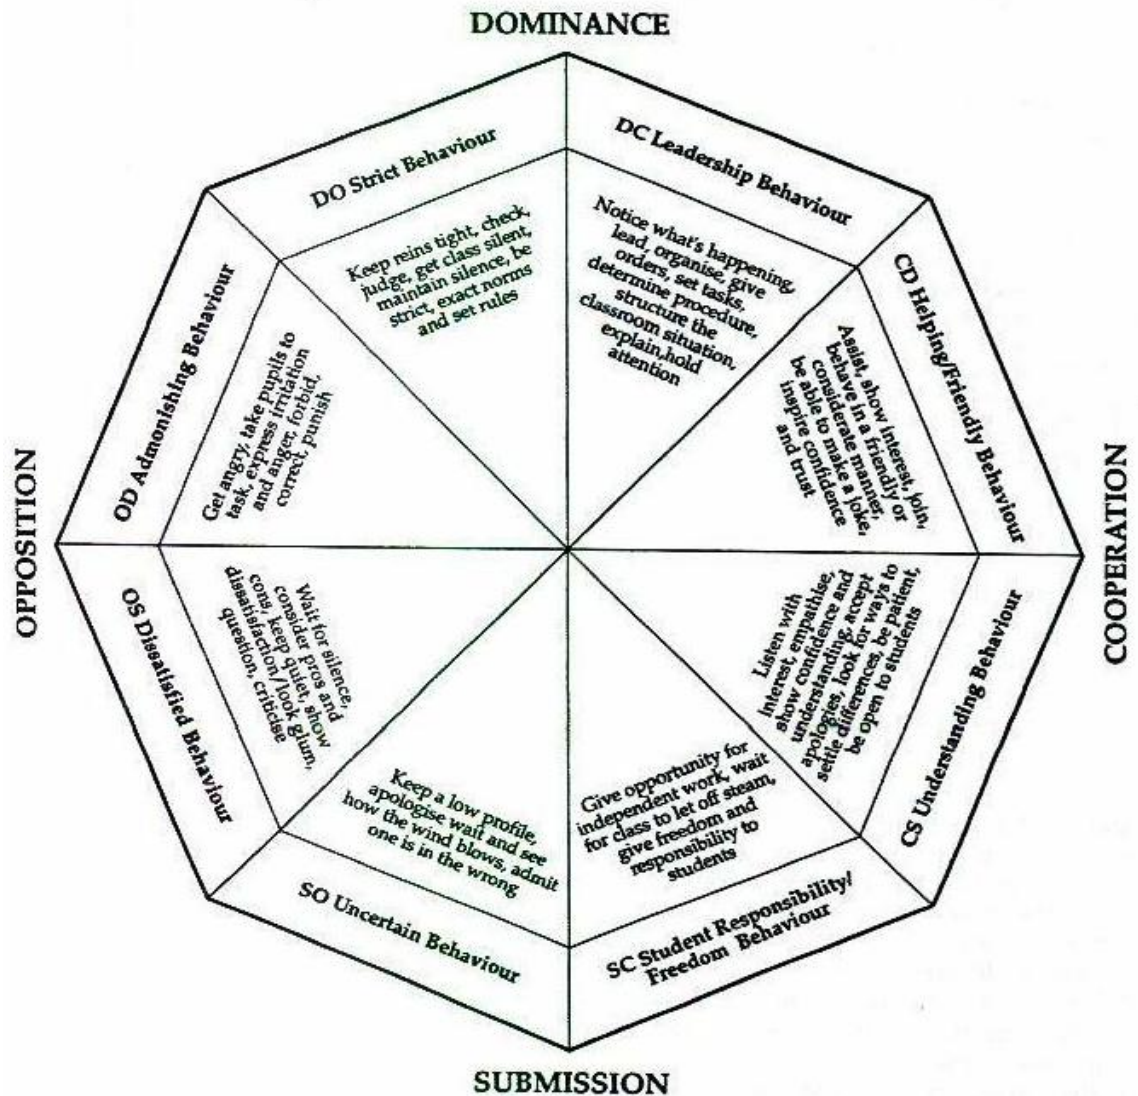 DOMINANCE
DO Strict Behaviour
Keep reins tight, check,
judge, get class silent,
maintain silence, be
strict, exact norms
and set rules
DC Leadership Behaviour
Notice what's happening,
lead, organise, give
orders, set tasks,
determine procedure,
structure the
classroom situation,
explain,hold
attention
CD Helping/Friendly Behaviour
Assist, show interest, join,
behave in a friendly or
considerate manner,
be able to make a joke,
inspire confidence
and trust
COOPERATION
CS Understanding Behaviour
Listen with
interest, empathise,
show confidence and
understanding, accept
apologies, look for ways to
settle differences, be patient,
be open to students
SC Student Responsibility/
Freedom Behaviour
Give opportunity for
independent work, wait
for class to let off steam,
give freedom and
responsibility to
students
SUBMISSION
SO Uncertain Behaviour
Keep a low profile,
apologise wait and see
how the wind blows, admit
one is in the wrong
OS Dissatisfied Behaviour
Wait for silence,
consider pros and
cons, keep quiet, show
dissatisfaction/look glum,
question, criticise
OPPOSITION
OD Admonishing Behaviour
Get angry, take pupils to
task, express irritation
and anger, forbid,
correct, punish